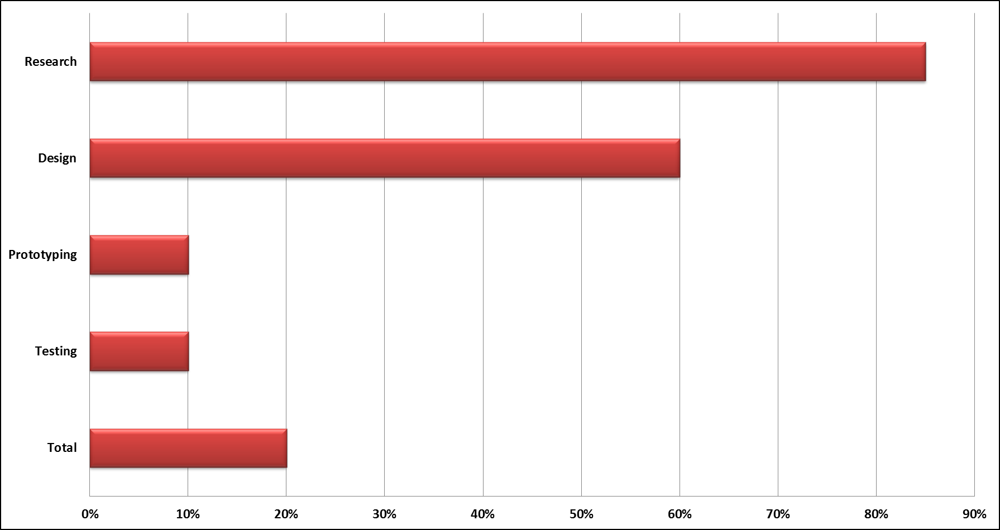 Research
Design
Prototyping
Testing
Total
0% 10% 20% 30% 40% 50% 60% 70% 80% 90%